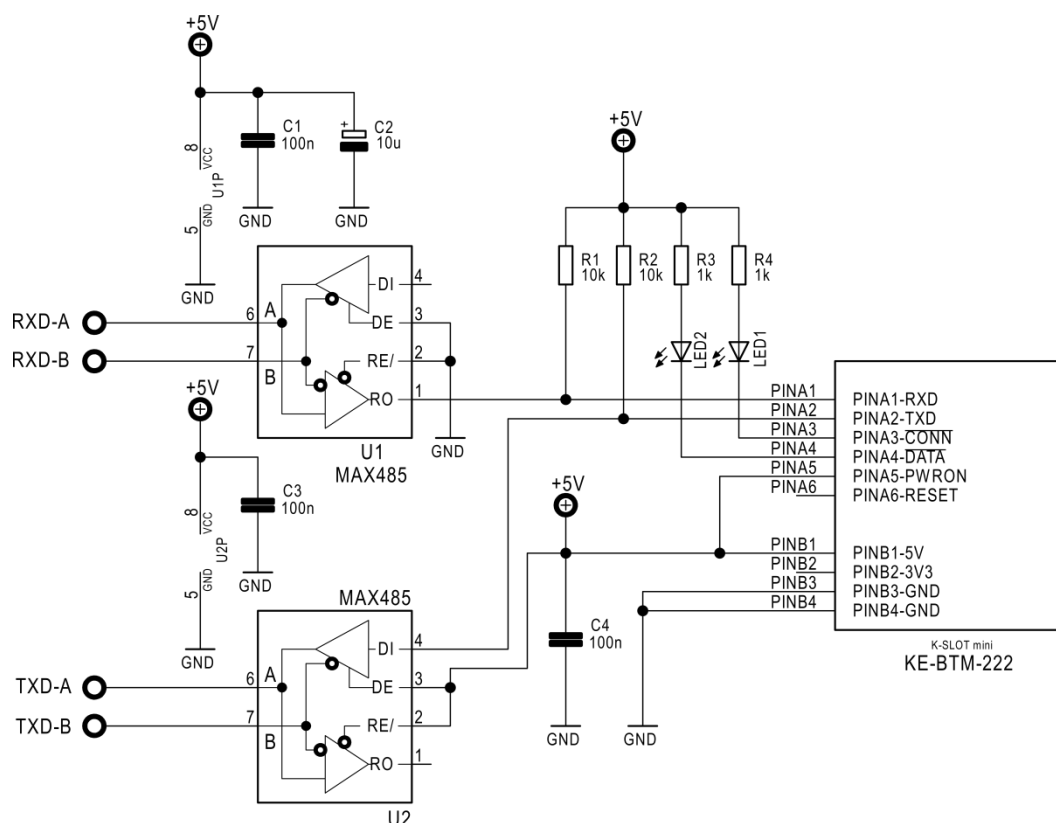 +5V
8
VCC
U1P
5
GND
GND
C1
100n
GND
+
C2
10u
GND
RXD-A
RXD-B
6
7
A
B
DI
DE
RE/
RO
4
3
2
1
U1
MAX485
GND
+5V
8
VCC
U2P
5
GND
GND
C3
100n
GND
TXD-A
TXD-B
MAX485
6
7
A
B
DI
DE
RE/
RO
4
3
2
1
U2
+5V
R1
10k
R2
10k
R3
1k
R4
1k
LED2
LED1
+5V
C4
100n
GND
GND
PINA1
PINA2
PINA3
PINA4
PINA5
PINA6
PINB1
PINB2
PINB3
PINB4
PINA1-RXD
PINA2-TXD
PINA3-CONN
PINA4-DATA
PINA5-PWRON
PINA6-RESET
PINB1-5V
PINB2-3V3
PINB3-GND
PINB4-GND
K-SLOT mini
KE-BTM-222